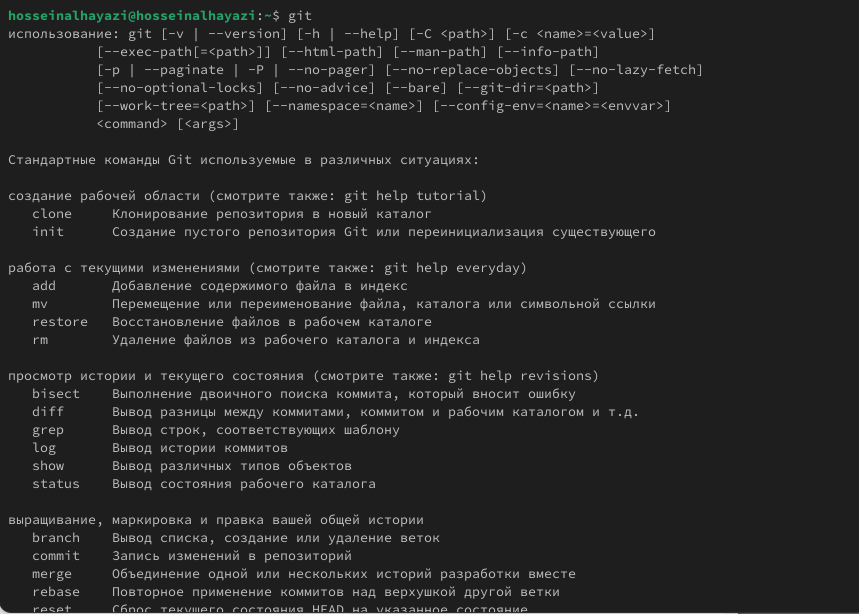 hosseinalhayazi@hosseinalhayazi:~$ git
использование: git [-v | --version] [-h | --help] [-C <path>] [-c <name>=<value>]
[--exec-path[=<path>]] [--html-path] [--man-path] [--info-path]
[-p | --paginate | -P | --no-pager] [--no-replace-objects] [--no-lazy-fetch]
[--no-optional-locks] [--no-advice] [--bare] [--git-dir=<path>]
[--work-tree=<path>] [--namespace=<name>] [--config-env=<name>=<envvar>]
<command> [<args>]
Стандартные команды Git используемые в различных ситуациях:
создание рабочей области (смотрите также: git help tutorial)
clone Клонирование репозитория в новый каталог
init Создание пустого репозитория Git или переинициализация существующего
работа с текущими изменениями (смотрите также: git help everyday)
add Добавление содержимого файла в индекс
mv Перемещение или переименование файла, каталога или символьной ссылки
restore Восстановление файлов в рабочем каталоге
rm Удаление файлов из рабочего каталога и индекса
просмотр истории и текущего состояния (смотрите также: git help revisions)
bisect Выполнение двоичного поиска коммита, который вносит ошибку
diff Вывод разницы между коммитами, коммитом и рабочим каталогом и т.д.
grep Вывод строк, соответствующих шаблону
log Вывод истории коммитов
show Вывод различных типов объектов
status Вывод состояния рабочего каталога
выращивание, маркировка и правка вашей общей истории
branch Вывод списка, создание или удаление веток
commit Запись изменений в репозиторий
merge Объединение одной или нескольких историй разработки вместе
rebase Повторное применение коммитов над верхушкой другой ветки
reset Сброс текущего состояния HEAD на указанное состояние